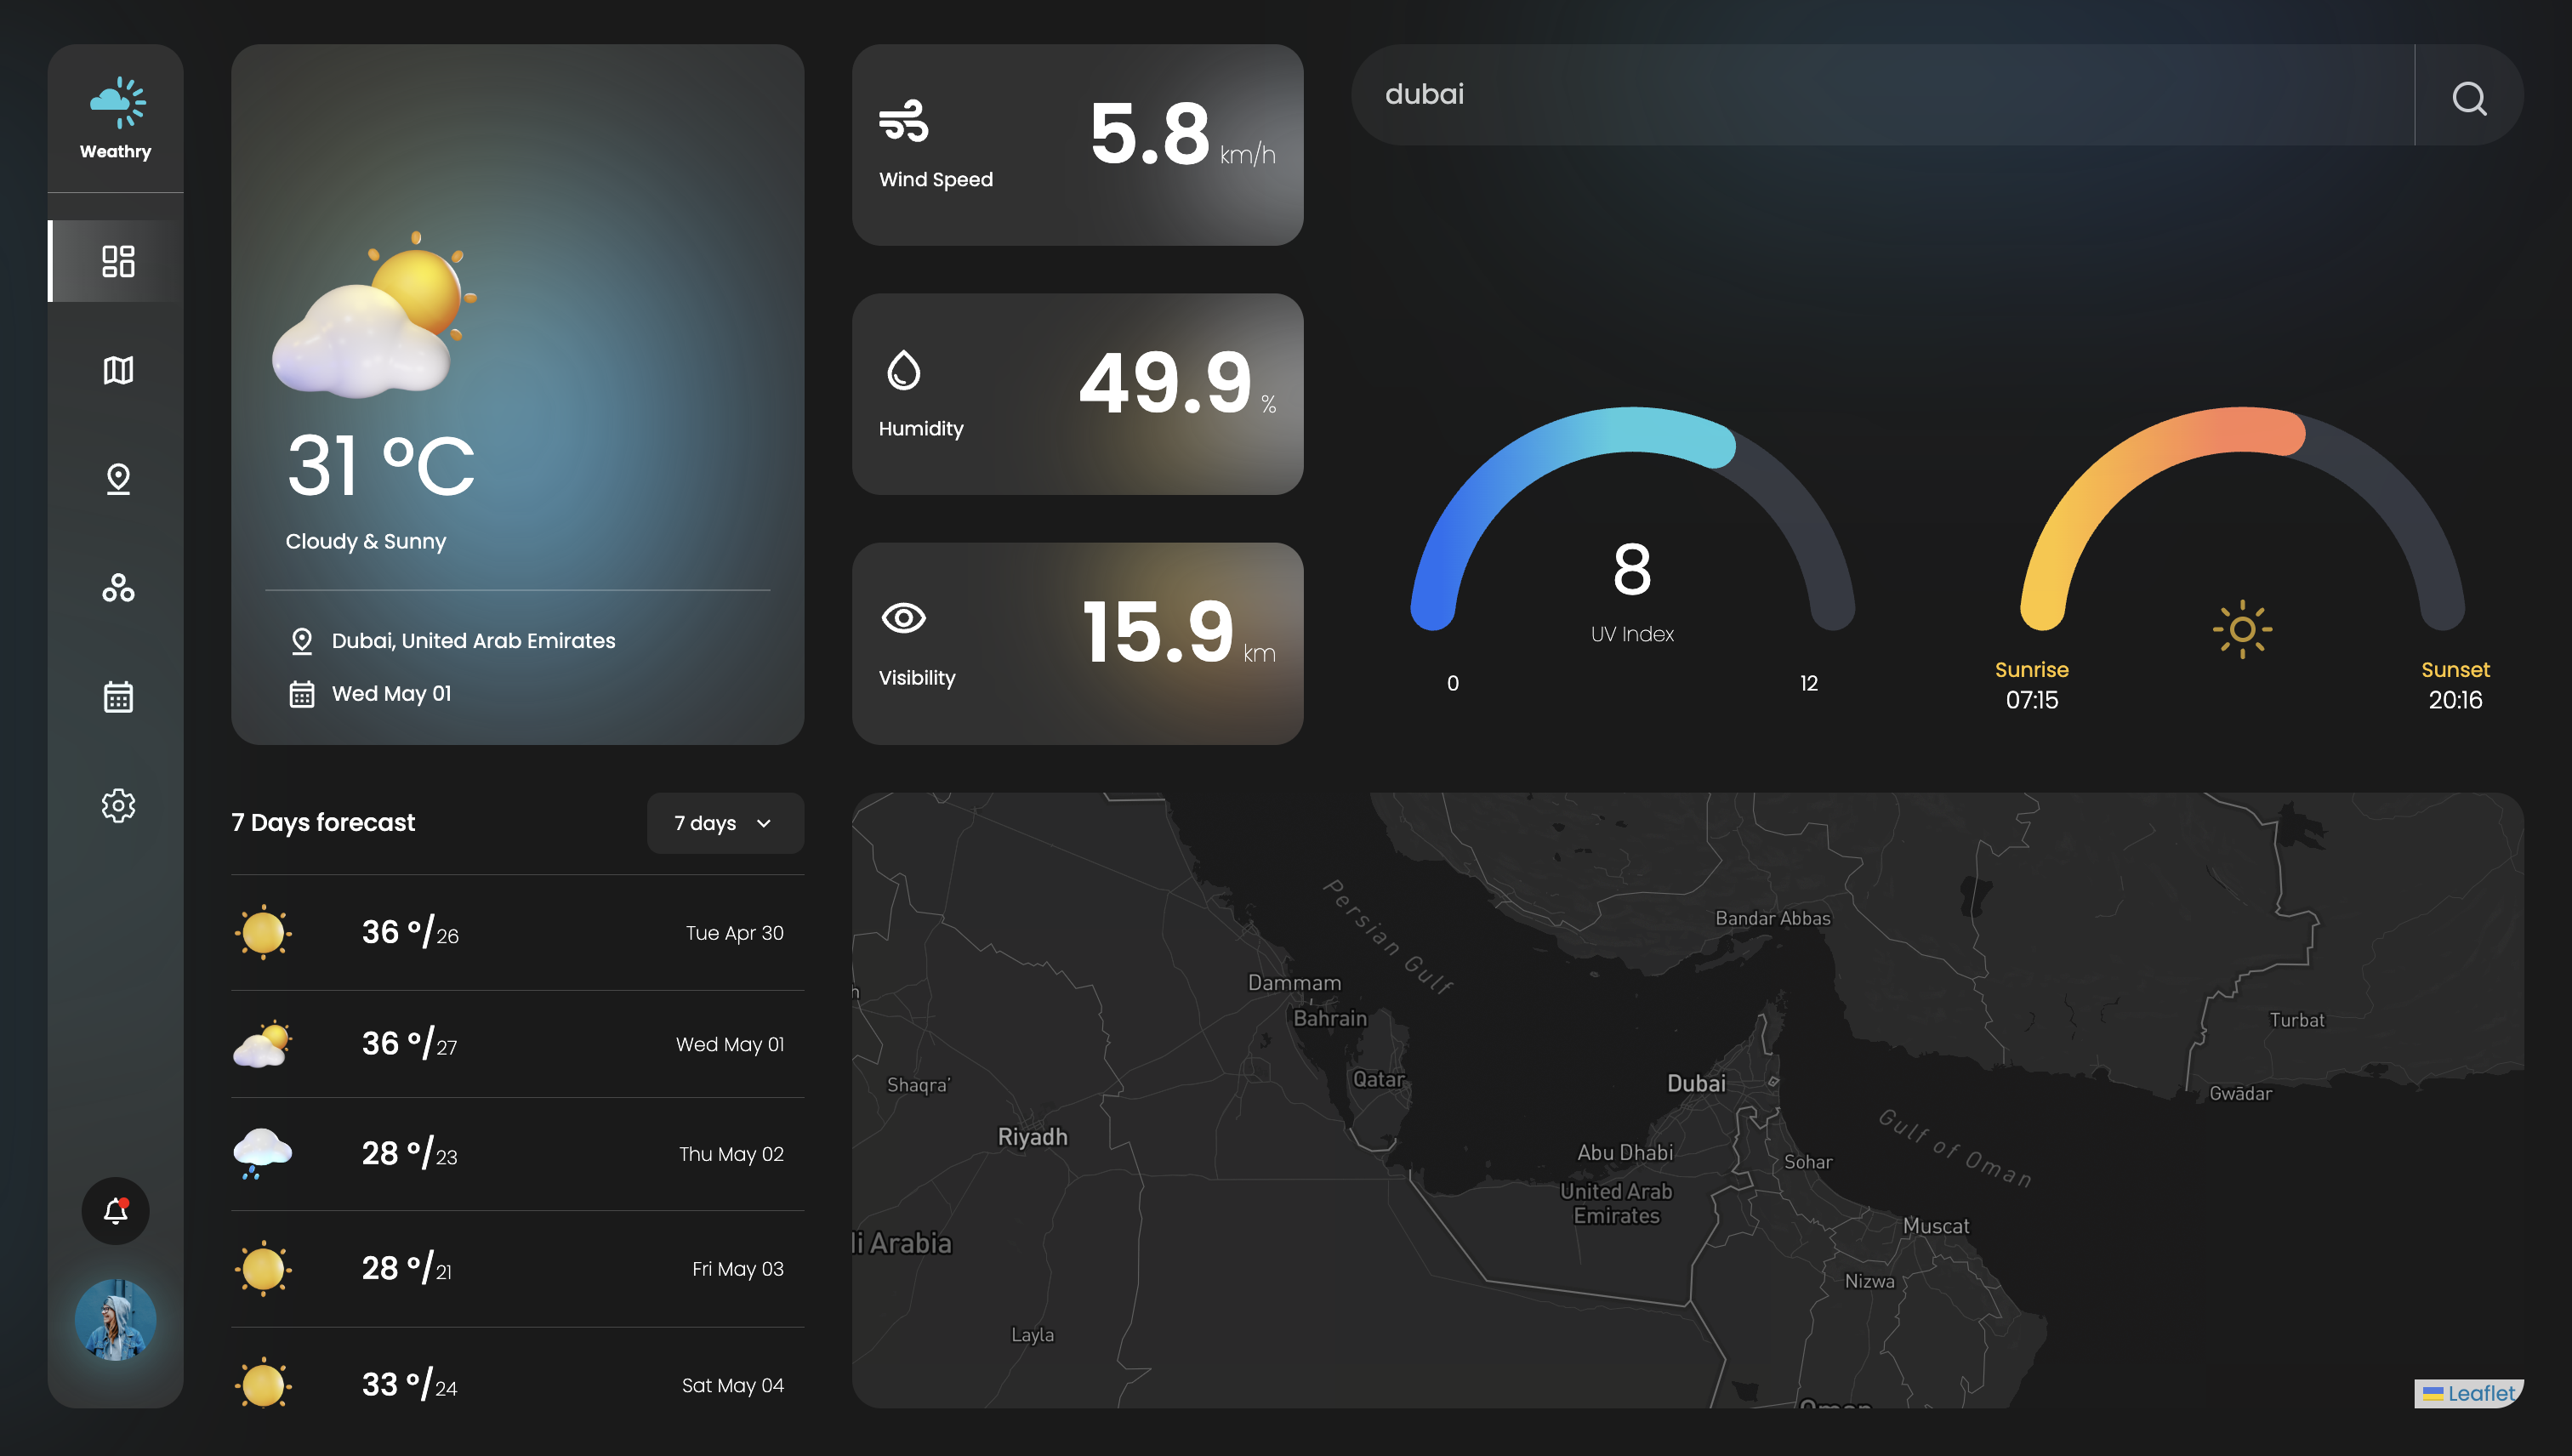 Weathry
31 °C
Cloudy & Sunny
Dubai, United Arab Emirates
Wed May 01
Wind Speed
5.8 km/h
Humidity
49.9 %
Visibility
15.9 km
dubai
8
UV Index
0
12
Sunrise
07:15
Sunset
20:16
7 Days forecast
7 days
36 °/26
Tue Apr 30
36 °/27
Wed May 01
28 °/23
Thu May 02
28 °/21
Fri May 03
33 °/24
Sat May 04
Persian Gulf
Bandar Abbas
Dammam
Bahrain
h
Turbat
Qatar
Dubai
Shaqra'
Gwādar
Riyadh
Gulf of Oman
Abu Dhabi
Sohar
United Arab
Emirates
Muscat
li Arabia
Nizwa
Layla
Oman
Leaflet